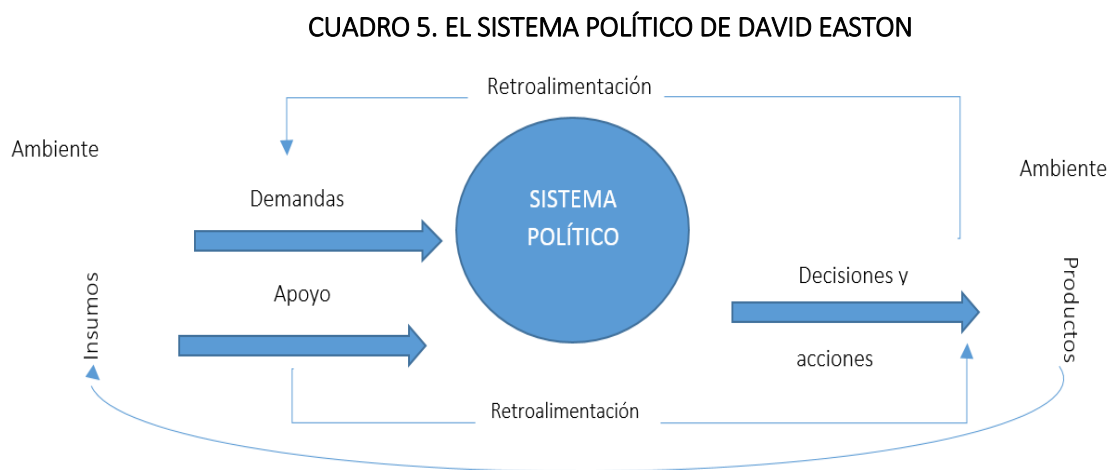 CUADRO 5. EL SISTEMA POLÍTICO DE DAVID EASTON
Retroalimentación
Ambiente
Ambiente
Demandas
SISTEMA
POLÍTICO
Insumos
Apoyo
Decisiones y
acciones
Productos
Retroalimentación